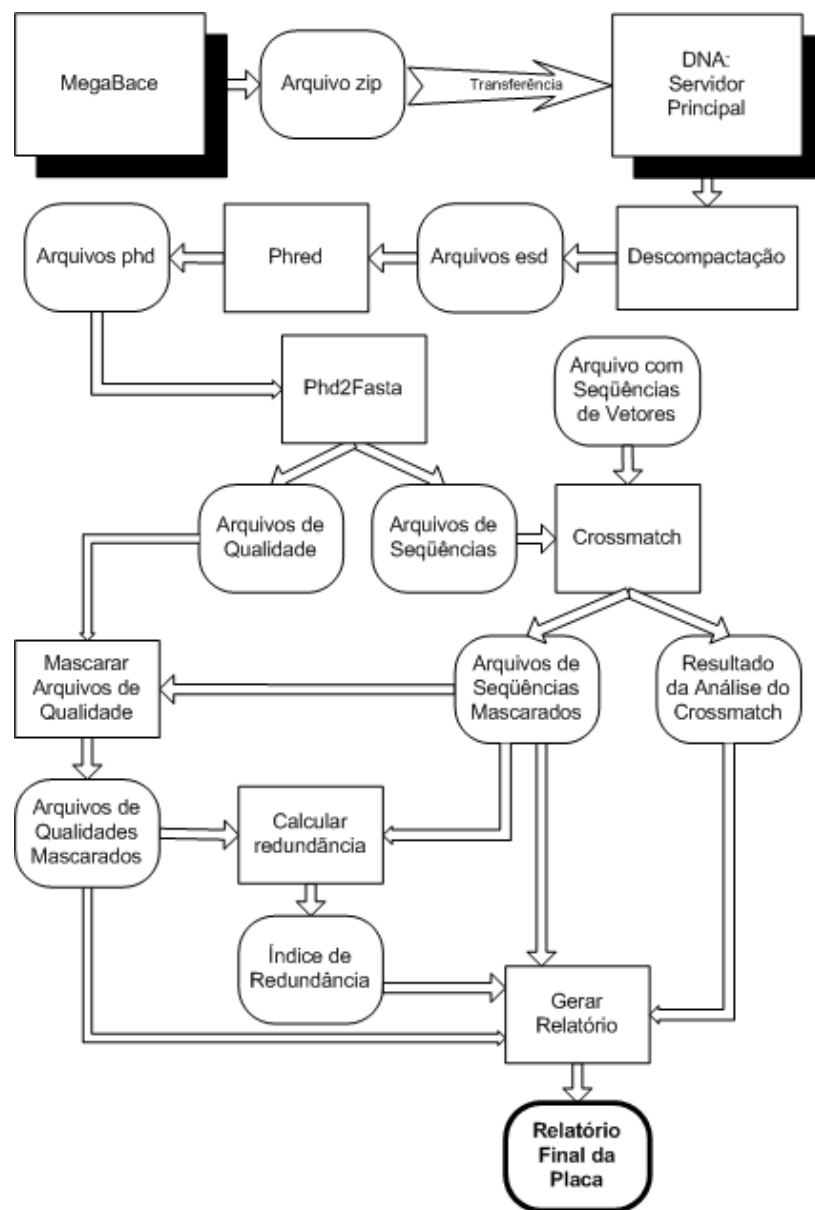 MegaBace
Arquivo zip
Transferência
DNA:
Servidor
Principal
Arquivos phd
Phred
Arquivos esd
Descompactação
Phd2Fasta
Arquivo com
Seqüências
de Vetores
Arquivos de
Qualidade
Arquivos de
Seqüências
Crossmatch
Mascarar
Arquivos de
Qualidade
Arquivos de
Seqüências
Mascarados
Resultado
da Análise do
Crossmatch
Arquivos de
Qualidades
Mascarados
Calcular
redundância
Índice de
Redundância
Gerar
Relatório
Relatório
Final da
Placa